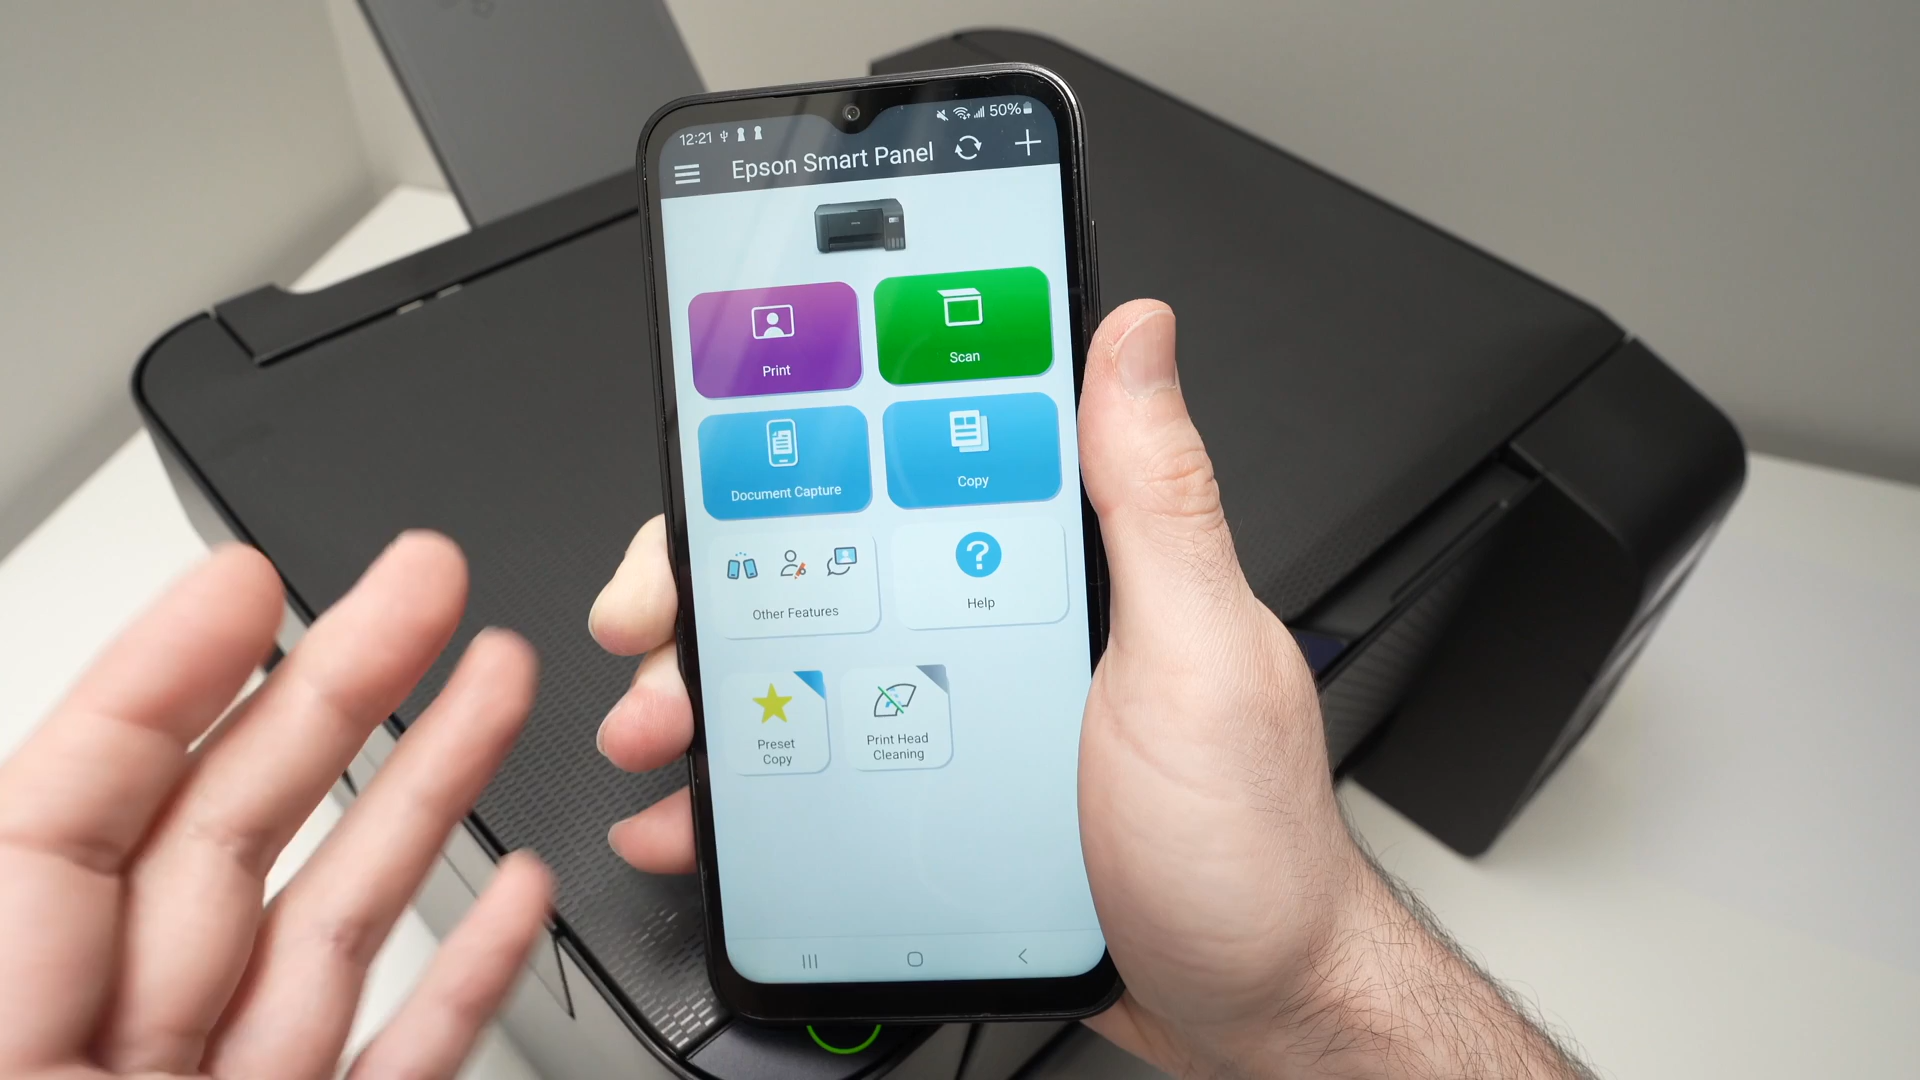 12:21
50%
Epson Smart Panel
Print
Scan
Document Capture
Copy
Other Features
Help
Preset
Copy
Print Head
Cleaning